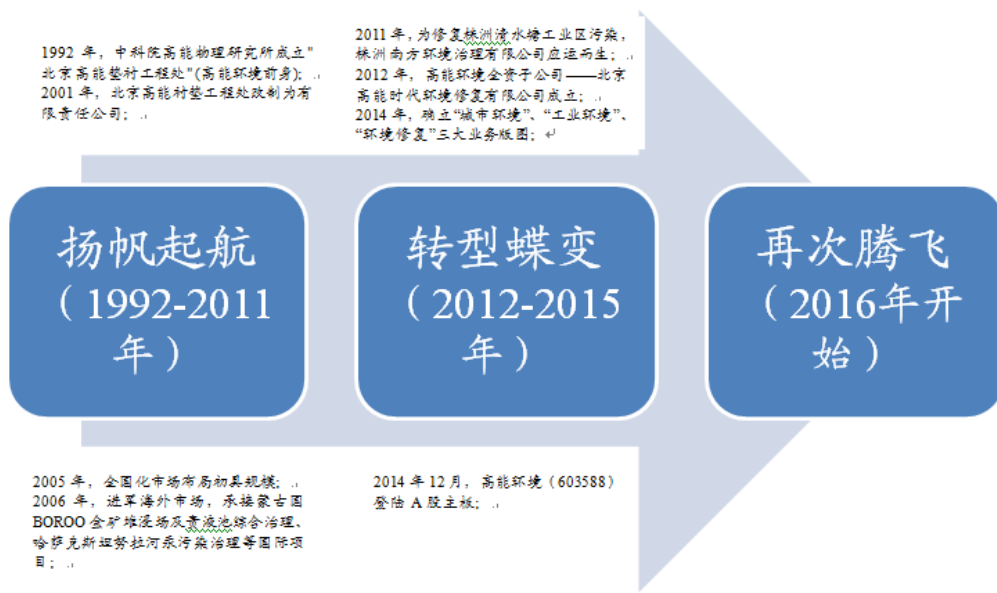 1992 年，中科院高能物理研究所成立"
北京高能垫衬工程处"(高能环境前身)；
2001 年，北京高能衬垫工程处改制为有
限责任公司；
2011 年，为修复株洲清水塘工业区污染，
株洲南方环境治理有限公司应运而生；
2012 年，高能环境全资子公司——北京
高能时代环境修复有限公司成立；
2014 年，确立“城市环境”、“工业环境”、
“环境修复”三大业务版图；
扬帆起航
（1992-2011
年）
转型蝶变
（2012-2015
年）
再次腾飞
（2016年开
始）
2005 年，全国化市场布局初具规模；
2006 年，进军海外市场，承接蒙古国
BOROO 金矿堆浸场及贵液池综合治理、
哈萨克斯坦努拉河汞污染治理等国际项
目；
2014 年 12 月，高能环境（603588）
登陆 A 股主板；